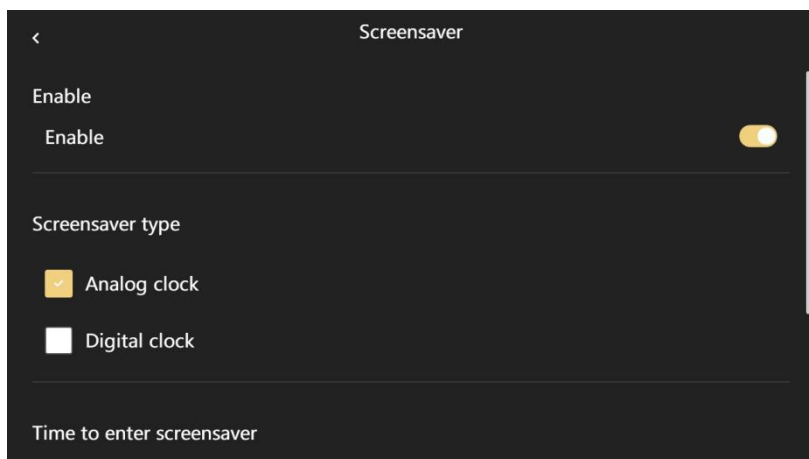 Screensaver
Enable
Enable
Screensaver type
Analog clock
Digital clock
Time to enter screensaver